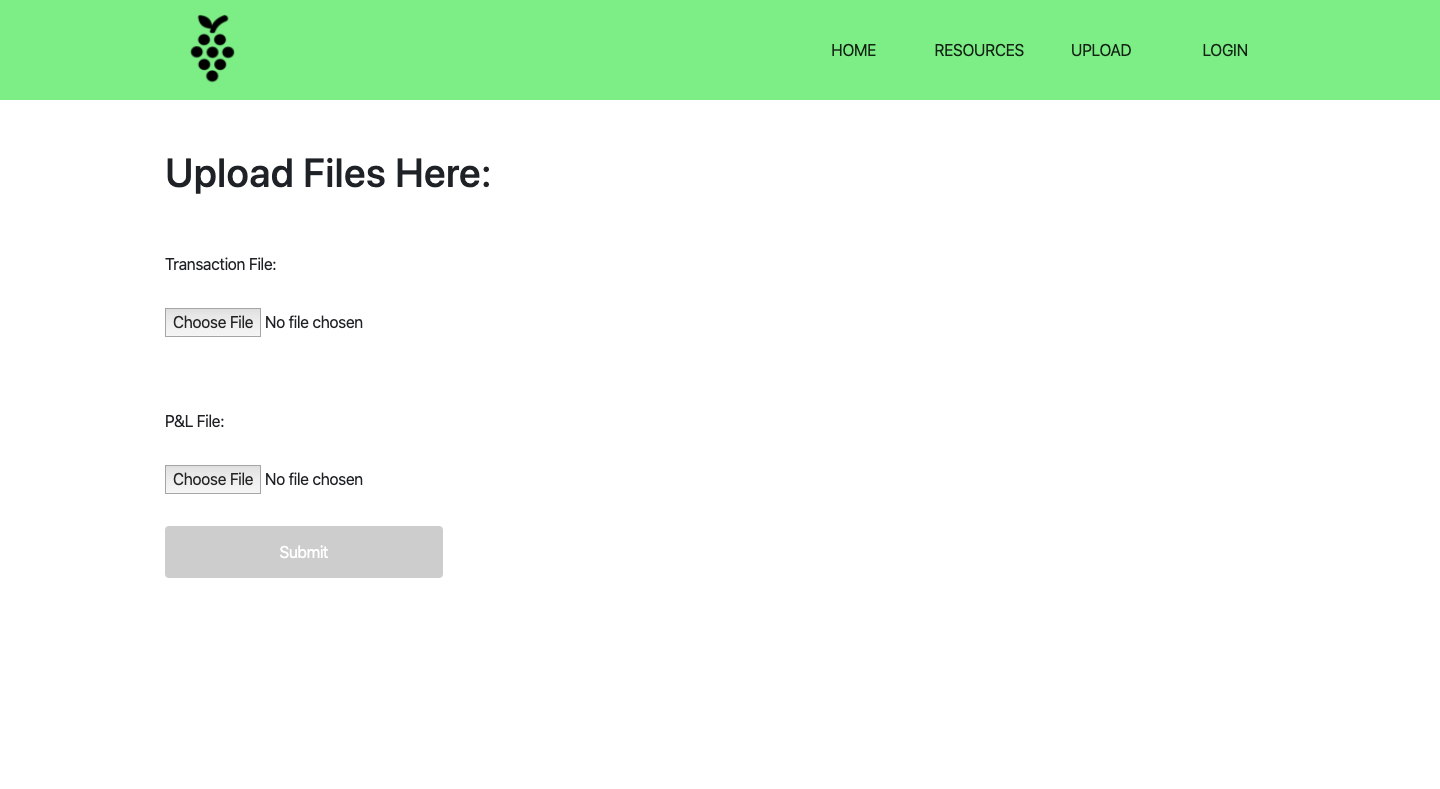 HOME RESOURCES UPLOAD LOGIN
Upload Files Here:
Transaction File:
Choose File No file chosen
P&L File:
Choose File No file chosen
Submit